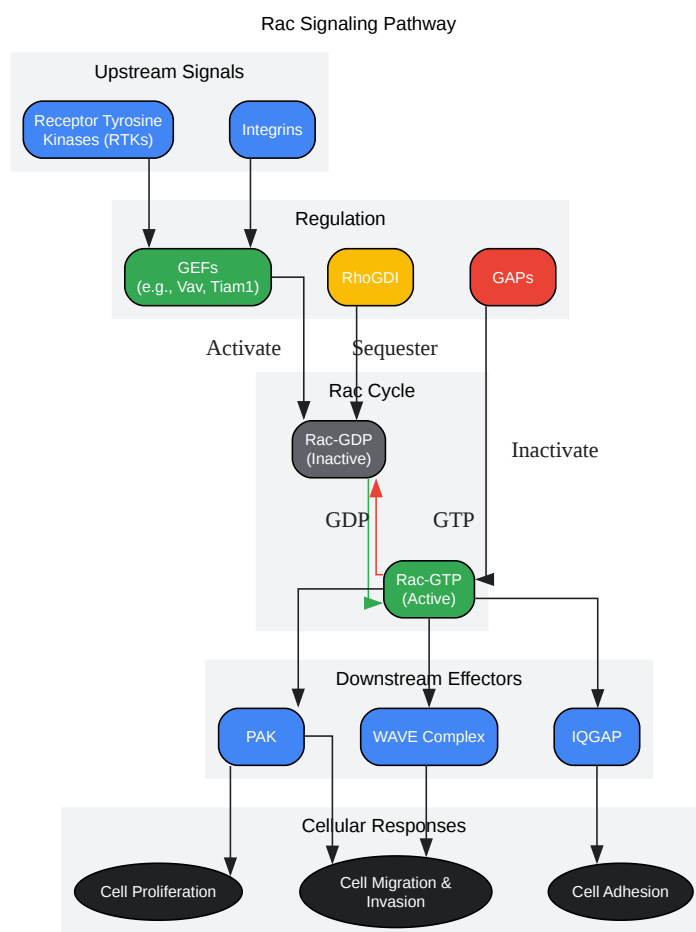 Rac Signaling Pathway
Upstream Signals
Receptor Tyrosine
Kinases (RTKs)
Integrins
Regulation
GEFs
(e.g., Vav, Tiam1)
RhoGDI
GAPs
Activate
Sequester
Rac Cycle
Rac-GDP
(Inactive)
Inactivate
GDP
GTP
Rac-GTP
(Active)
Downstream Effectors
PAK
WAVE Complex
IQGAP
Cellular Responses
Cell Proliferation
Cell Migration &
Invasion
Cell Adhesion